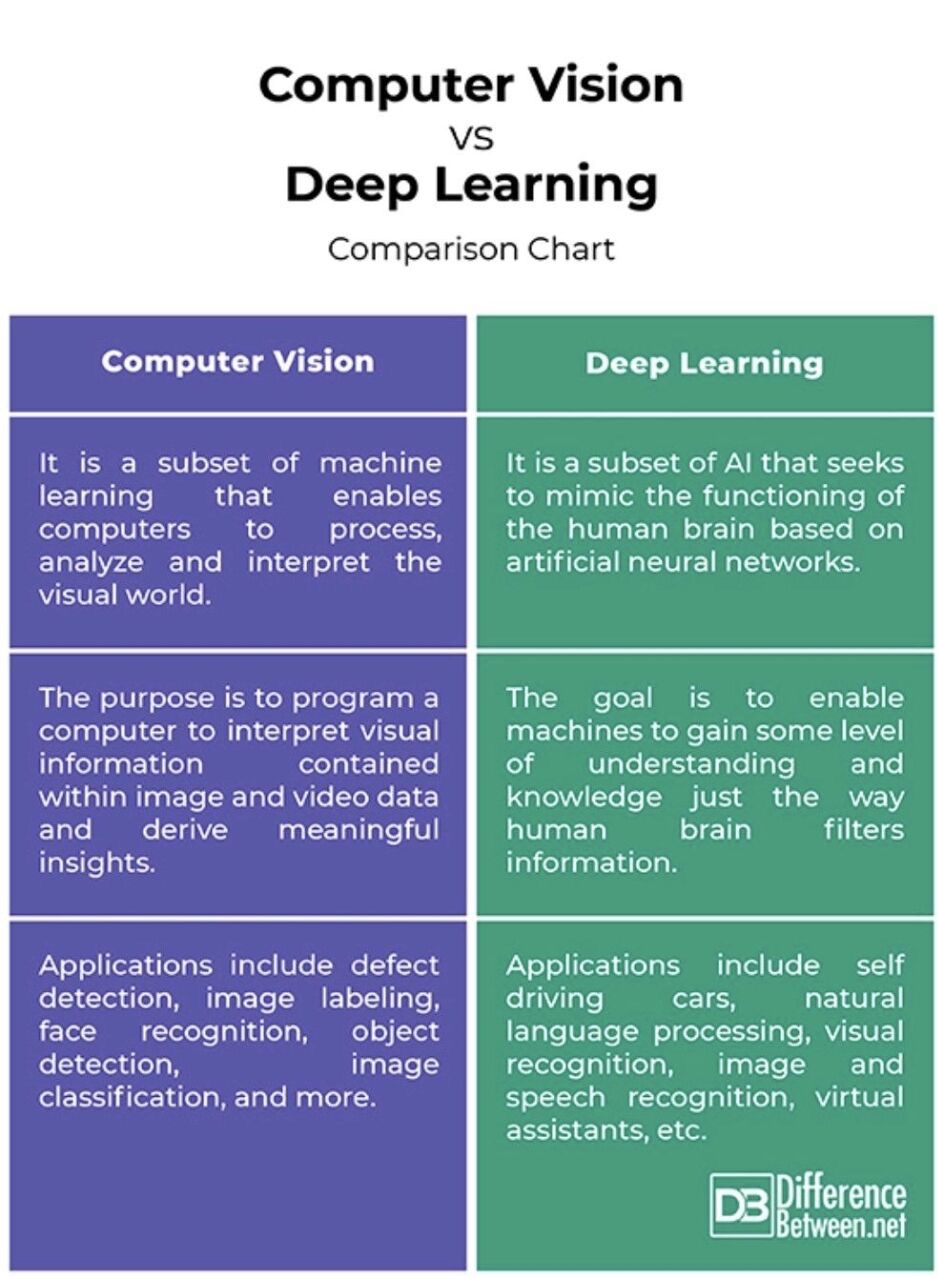 Computer Vision
VS
Deep Learning
Comparison Chart
Computer Vision
It is a subset of machine
learning that enables
computers to process,
analyze and interpret the
visual world.
The purpose is to program a
computer to interpret visual
information contained
within image and video data
and derive meaningful
insights.
Applications include defect
detection, image labeling,
face recognition, object
detection, image
classification, and more.
Deep Learning
It is a subset of AI that seeks
to mimic the functioning of
the human brain based on
artificial neural networks.
The goal is to enable
machines to gain some level
of understanding and
knowledge just the way
human brain filters
information.
Applications include self
driving cars, natural
language processing, visual
recognition, image and
speech recognition, virtual
assistants, etc.
DB Difference
Between.net